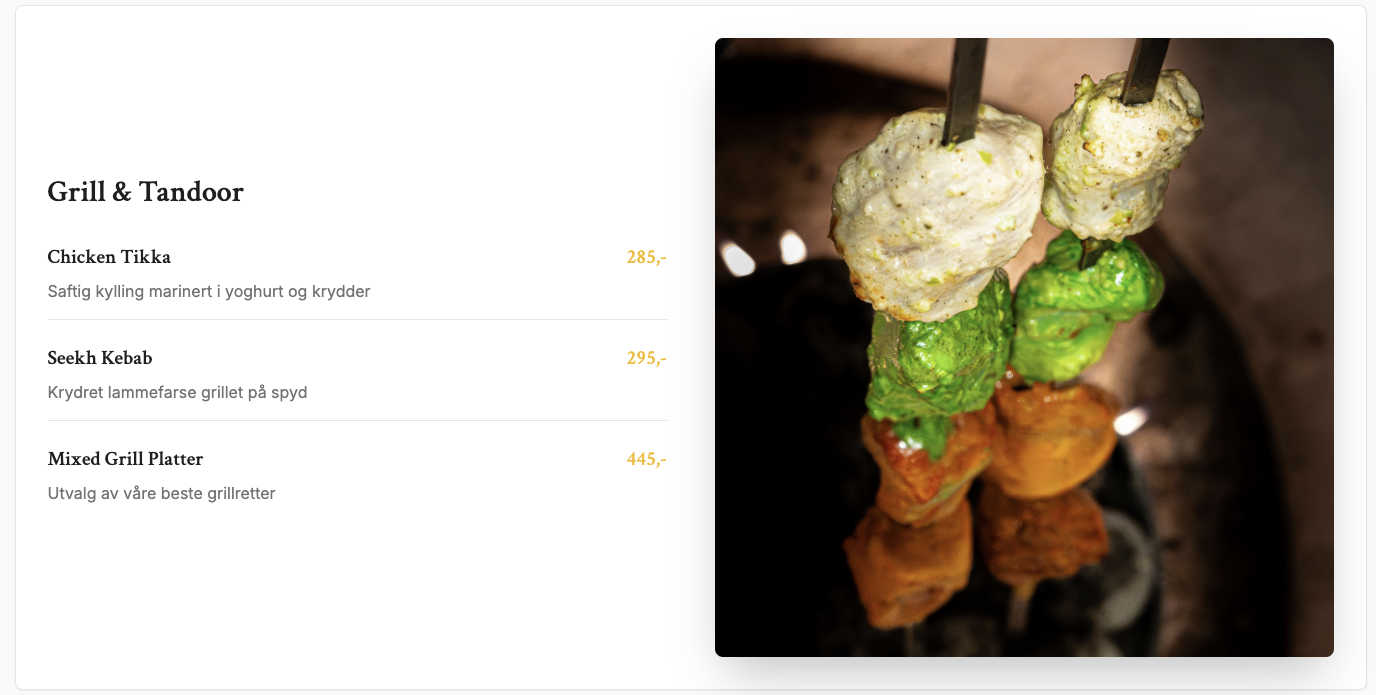 Grill & Tandoor
Chicken Tikka 285,-
Saftig kylling marinert i yoghurt og krydder
Seekh Kebab 295,-
Krydret lammefarse grillet på spyd
Mixed Grill Platter 445,-
Utvalg av våre beste grillretter